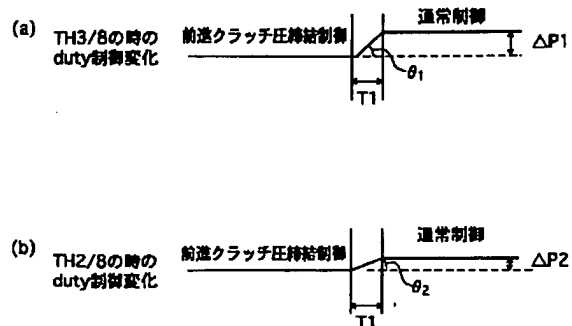 (a)
TH3/8の時の
duty制御変化
前進クラッチ圧締結制御
通常制御
△P1
θ1
T1
(b)
TH2/8の時の
duty制御変化
前進クラッチ圧締結制御
通常制御
△P2
θ2
T1